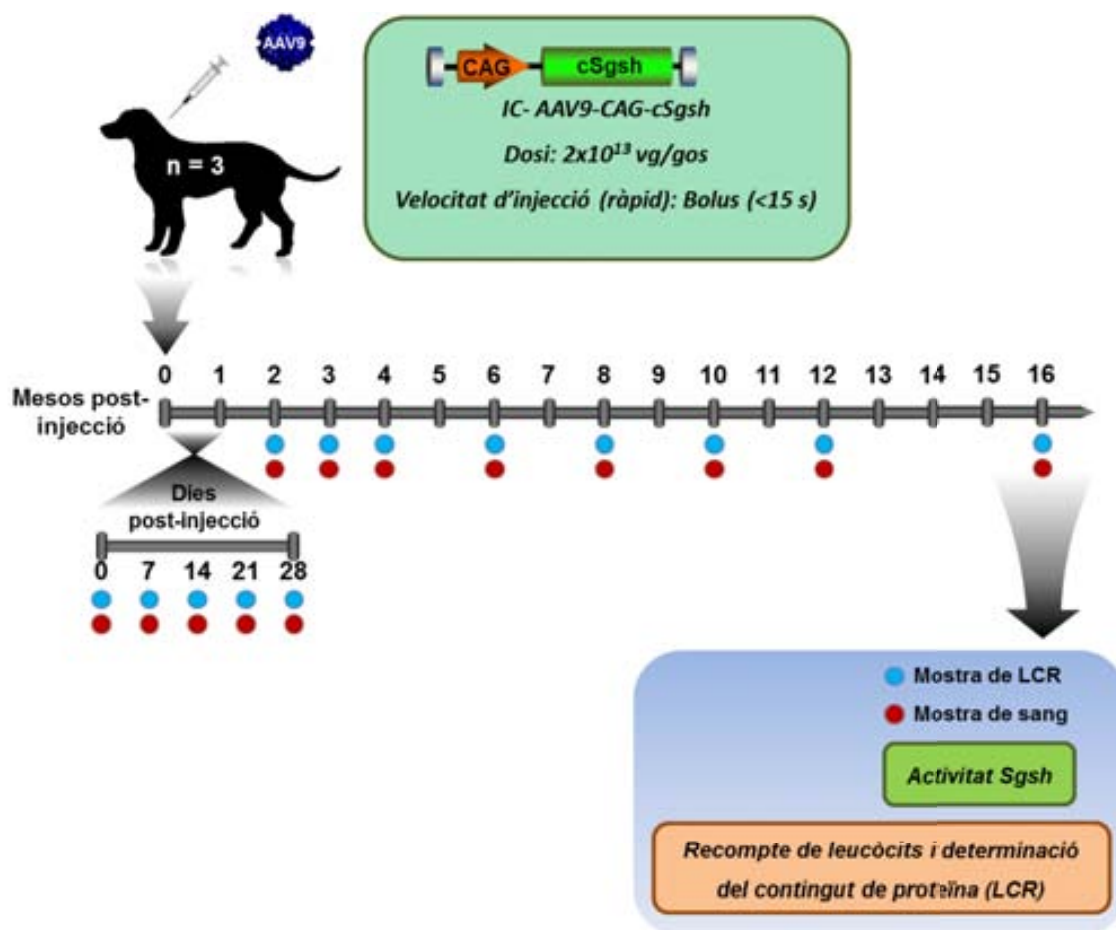 AAV9
CAG
cSgsh
IC- AAV9-CAG-cSgsh
Dosi: 2x10¹³ vg/gos
Velocitat d'injecció (ràpid): Bolus (<15 s)
n = 3
0 1 2 3 4 5 6 7 8 9 10 11 12 13 14 15 16
Mesos post-
injecció
Dies
post-injecció
0 7 14 21 28
Mostra de LCR
Mostra de sang
Activitat Sgsh
Recompte de leucòcits i determinació
del contingut de proteïna (LCR)